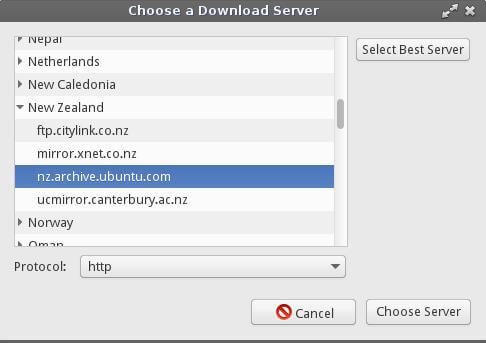 Choose a Download Server
Nepal
Netherlands
New Caledonia
New Zealand
ftp.citylink.co.nz
mirror.xnet.co.nz
nz.archive.ubuntu.com
ucmirror.canterbury.ac.nz
Norway
Oman
Select Best Server
Protocol: http
Cancel Choose Server